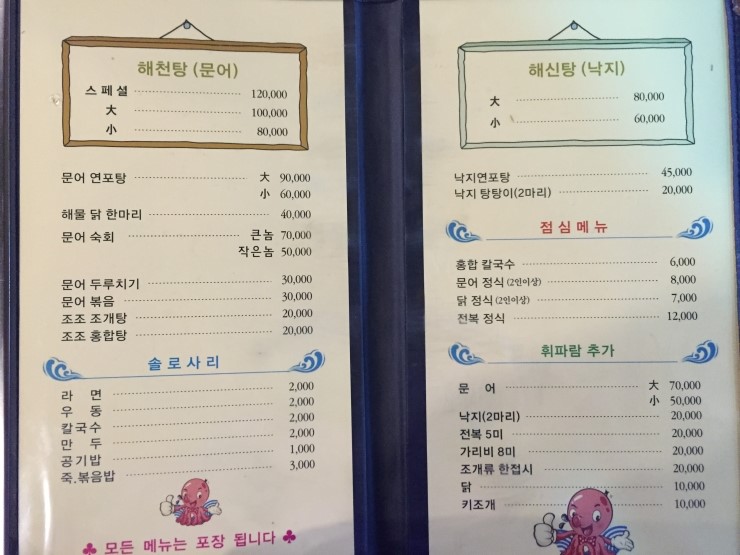 해천탕 (문어)
스페셜 120,000
大 100,000
小 80,000
문어 연포탕 大 90,000
小 60,000
해물 닭 한마리 40,000
문어 숙회 큰놈 70,000
작은놈 50,000
문어 두루치기 30,000
문어 볶음 30,000
조조 조개탕 20,000
조조 홍합탕 20,000
솔로사리
라 면 2,000
우 동 2,000
칼국수 2,000
만 두 2,000
공기밥 1,000
죽.볶음밥 3,000
♣ 모든 메뉴는 포장 됩니다 ♣
해신탕 (낙지)
大 80,000
小 60,000
낙지연포탕 45,000
낙지 탕탕이(2마리) 20,000
점심메뉴
홍합 칼국수 6,000
문어 정식 (2인이상) 8,000
닭 정식 (2인이상) 7,000
전복 정식 12,000
휘파람 추가
문 어 大 70,000
小 50,000
낙지(2마리) 20,000
전복 5미 20,000
가리비 8미 20,000
조개류 한접시 20,000
닭 10,000
키조개 10,000